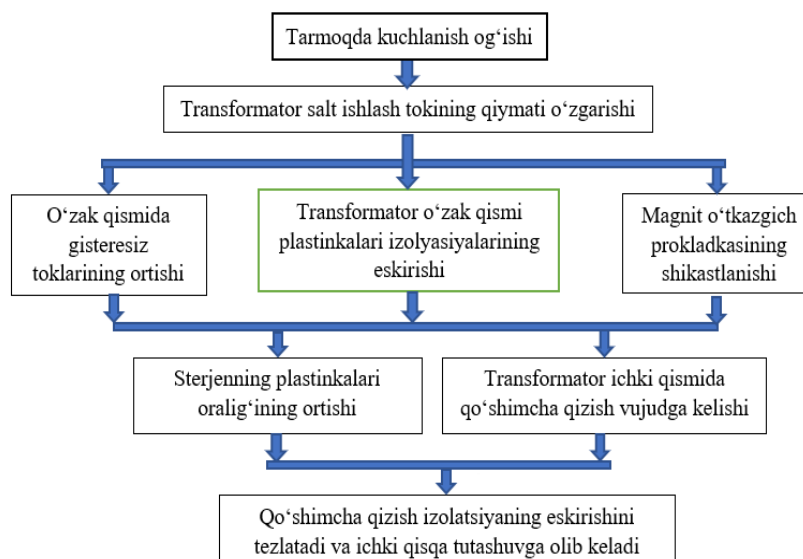 Tarmoqda kuchlanish og‘ishi
Transformator salt ishlash tokining qiymati o‘zgarishi
O‘zak qismida
gisteresiz
toklarining ortishi
Transformator o‘zak qismi
plastinkalari izolyasiyalarining
eskirishi
Magnit o‘tkazgich
prokladkasining
shikastlanishi
Sterjenning plastinkalari
oralig‘ining ortishi
Transformator ichki qismida
qo‘shimcha qizish vujudga kelishi
Qo‘shimcha qizish izolatsiyaning eskirishini
tezlatadi va ichki qisqa tutashuvga olib keladi